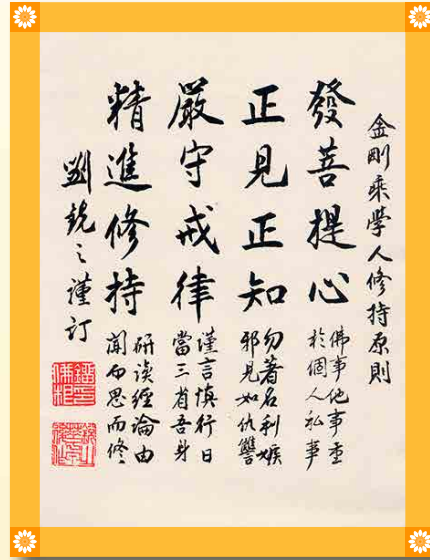 金剛乘學人修持原則
發菩提心
佛事他事重
於個人私事
正見正知
勿著名利嫉
邪見如仇讐
嚴守戒律
謹言慎行日
當三省吾身
精進修持
研讀經論由
聞而思而修
劉銳之謹訂